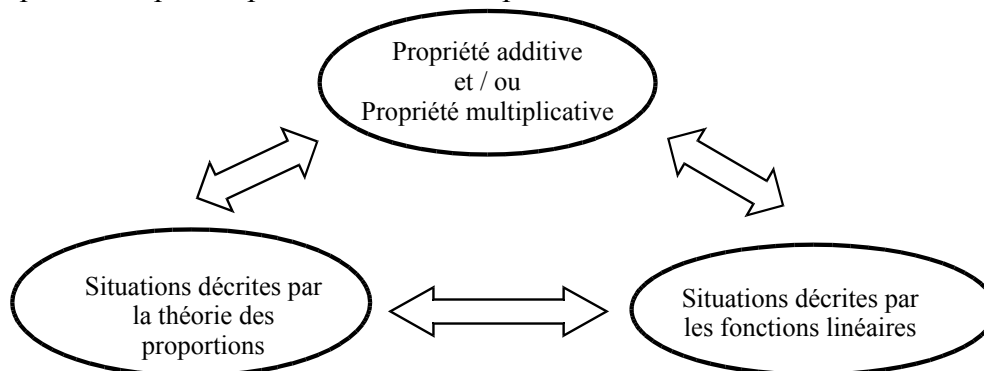 Propriété additive
et / ou
Propriété multiplicative
Situations décrites par
la théorie des
proportions
Situations décrites par
les fonctions linéaires